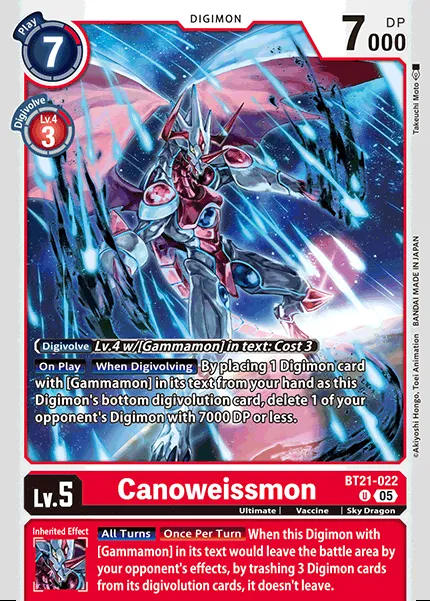 DIGIMON
Play
7
7000 DP
Digivolve
Lv.4
3
Takeuchi Moto
©Akiyoshi Hongo, Toei Animation BANDAI MADE IN JAPAN
Digivolve Lv.4 w/[Gammamon] in text: Cost 3
On Play When Digivolving By placing 1 Digimon card
with [Gammamon] in its text from your hand as this
Digimon's bottom digivolution card, delete 1 of your
opponent's Digimon with 7000 DP or less.
BT21-022
Lv.5
Canoweissmon
U 05
Ultimate | Vaccine | Sky Dragon
Inherited Effect
All Turns Once Per Turn When this Digimon with
[Gammamon] in its text would leave the battle area by
your opponent's effects, by trashing 3 Digimon cards
from its digivolution cards, it doesn't leave.